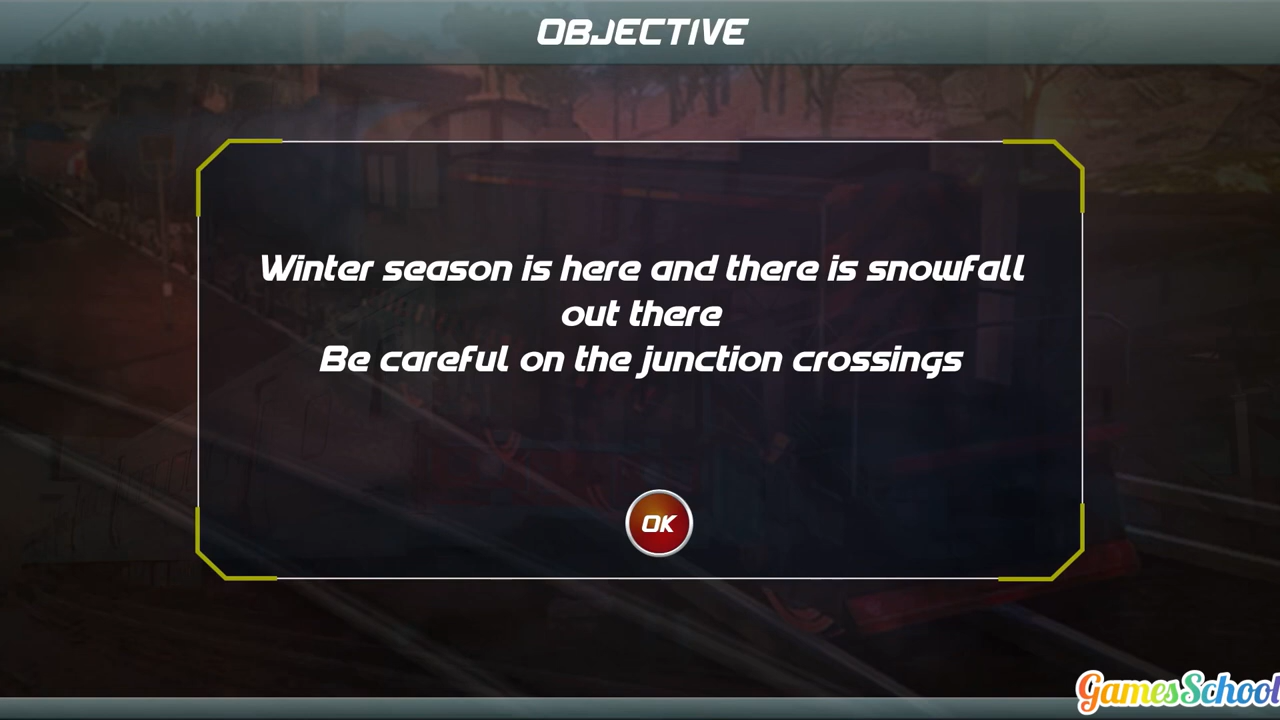 OBJECTIVE
Winter season is here and there is snowfall
out there
Be careful on the junction crossings
OK
GamesSchool